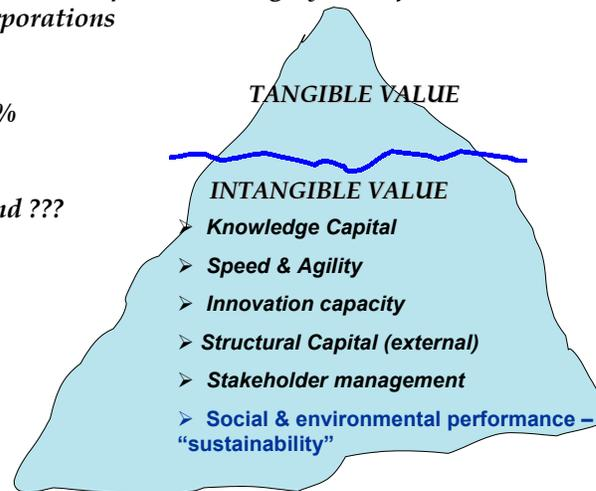 porations
%
nd ???
TANGIBLE VALUE
INTANGIBLE VALUE
➢ Knowledge Capital
➢ Speed & Agility
➢ Innovation capacity
➢ Structural Capital (external)
➢ Stakeholder management
➢ Social & environmental performance –
“sustainability”